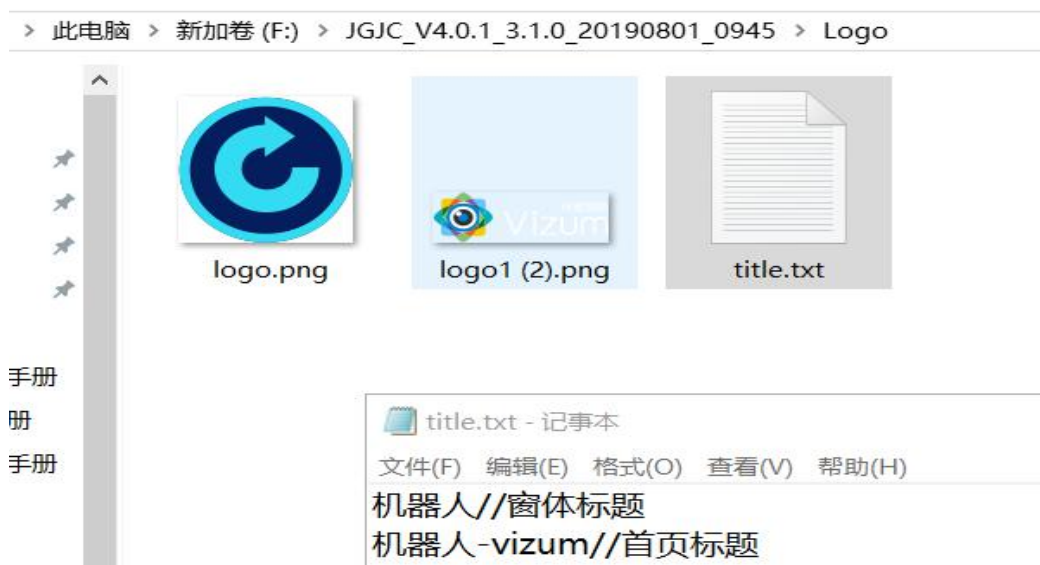 > 此电脑 > 新加卷 (F:) > JGJC_V4.0.1_3.1.0_20190801_0945 > Logo
Vizum
logo.png
logo1 (2).png
title.txt
手册
册
手册
title.txt - 记事本
文件(F) 编辑(E) 格式(O) 查看(V) 帮助(H)
机器人//窗体标题
机器人-vizum//首页标题